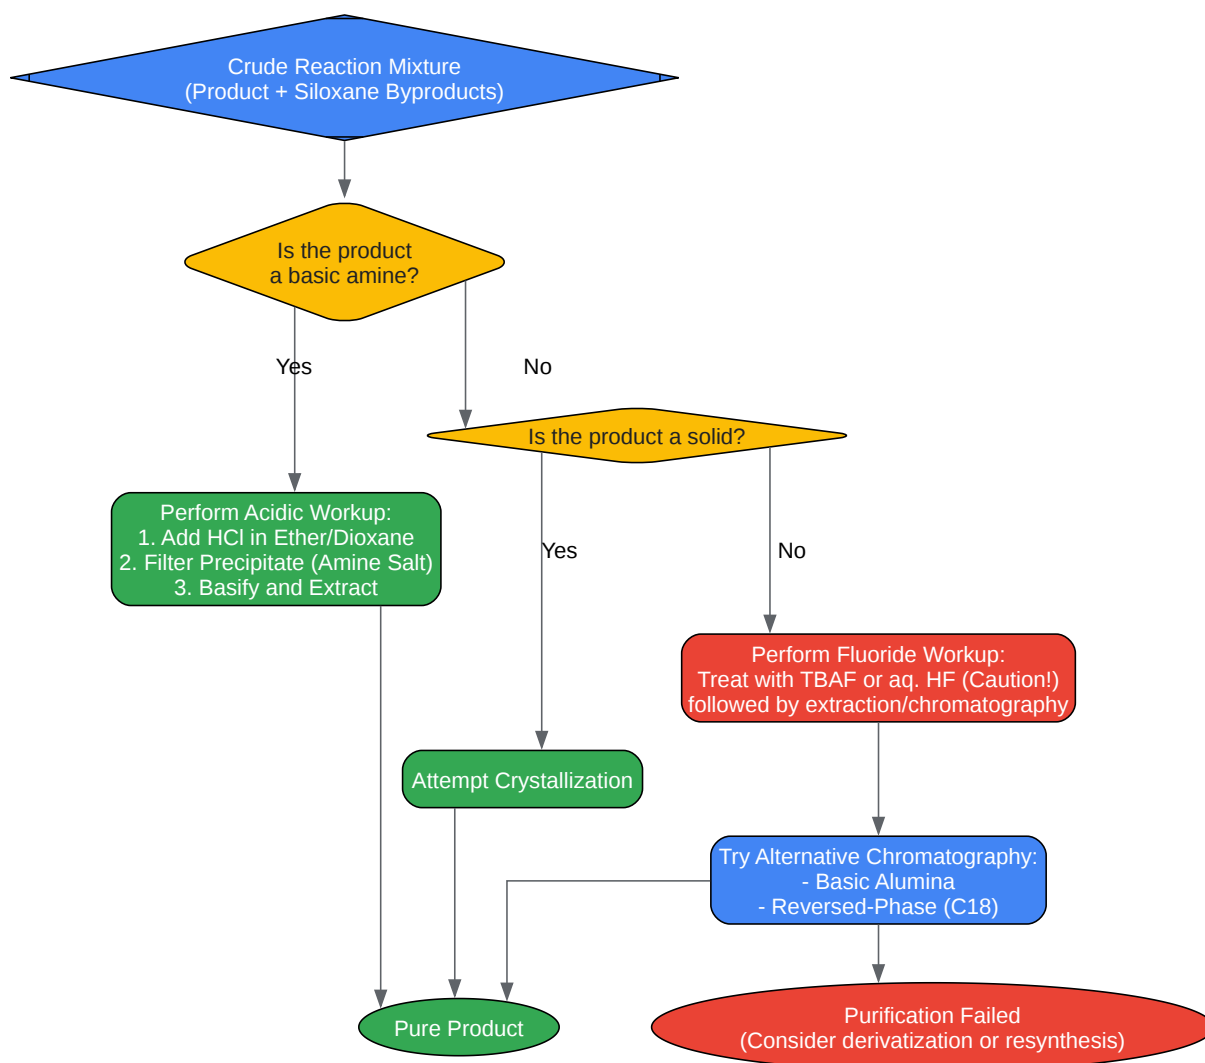 Crude Reaction Mixture
(Product + Siloxane Byproducts)
Is the product
a basic amine?
Yes
No
Is the product a solid?
Perform Acidic Workup:
1. Add HCl in Ether/Dioxane
2. Filter Precipitate (Amine Salt)
3. Basify and Extract
Yes
No
Perform Fluoride Workup:
Treat with TBAF or aq. HF (Caution!)
followed by extraction/chromatography
Attempt Crystallization
Try Alternative Chromatography:
- Basic Alumina
- Reversed-Phase (C18)
Pure Product
Purification Failed
(Consider derivatization or resynthesis)